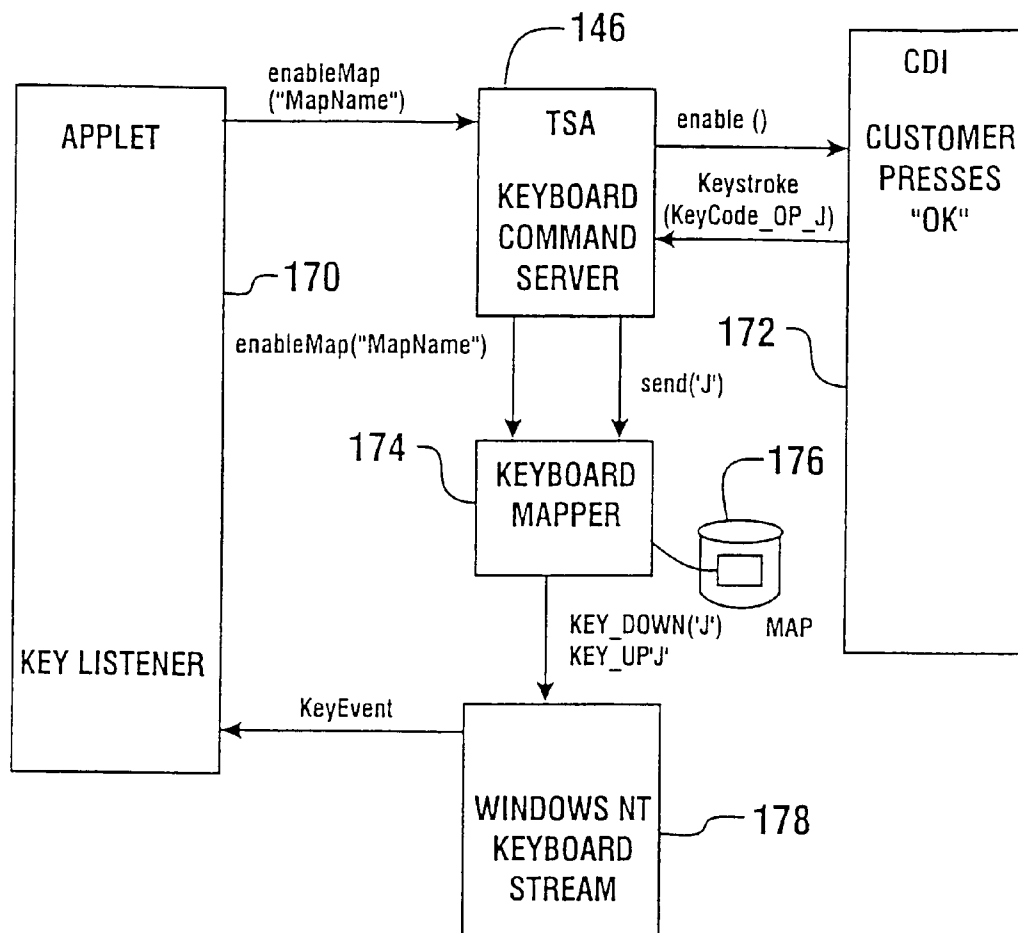 146
enableMap
("MapName")
APPLET
TSA
KEYBOARD
COMMAND
SERVER
enable ()
Keystroke
(KeyCode_OP_J)
CDI
CUSTOMER
PRESSES
"OK"
170
172
enableMap("MapName")
send('J')
174
KEYBOARD
MAPPER
176
MAP
KEY_DOWN('J')
KEY_UP'J'
KEY LISTENER
KeyEvent
WINDOWS NT
KEYBOARD
STREAM
178